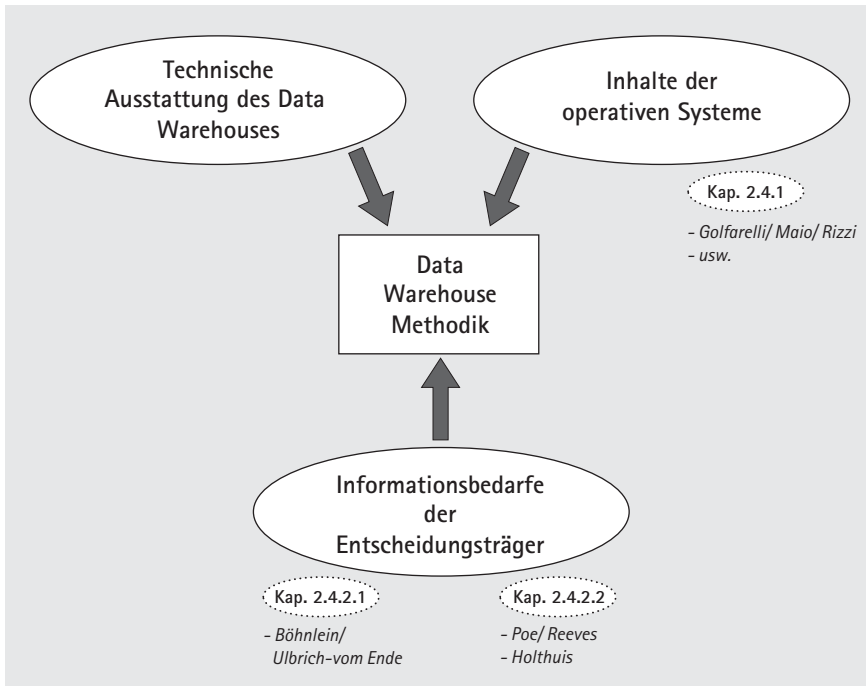 Technische
Ausstattung des Data
Warehouses
Inhalte der
operativen Systeme
Kap. 2.4.1
- Golfarelli/ Maio/ Rizzi
- usw.
Data
Warehouse
Methodik
Informationsbedarfe
der
Entscheidungsträger
Kap. 2.4.2.1
- Böhnlein/
Ulbrich-vom Ende
Kap. 2.4.2.2
- Poe/ Reeves
- Holthuis